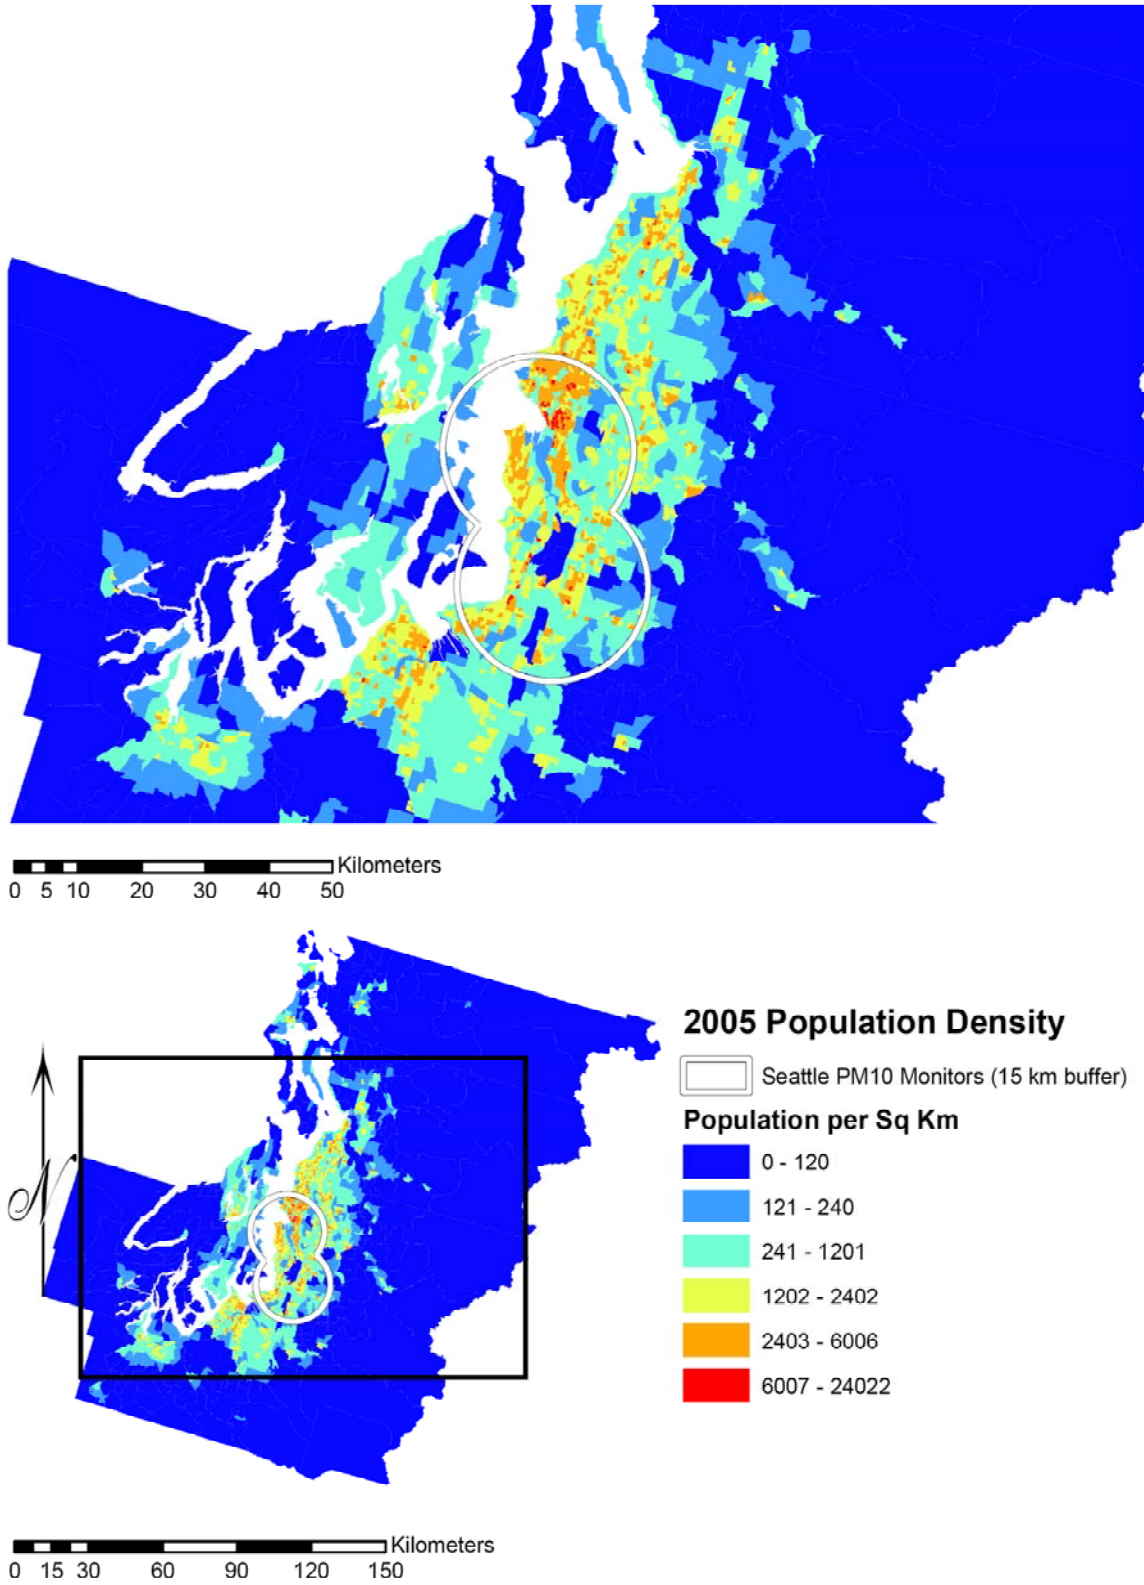 Kilometers
0 5 10 20 30 40 50
2005 Population Density
Seattle PM10 Monitors (15 km buffer)
Population per Sq Km
0 - 120
121 - 240
241 - 1201
1202 - 2402
2403 - 6006
6007 - 24022
N
Kilometers
0 15 30 60 90 120 150